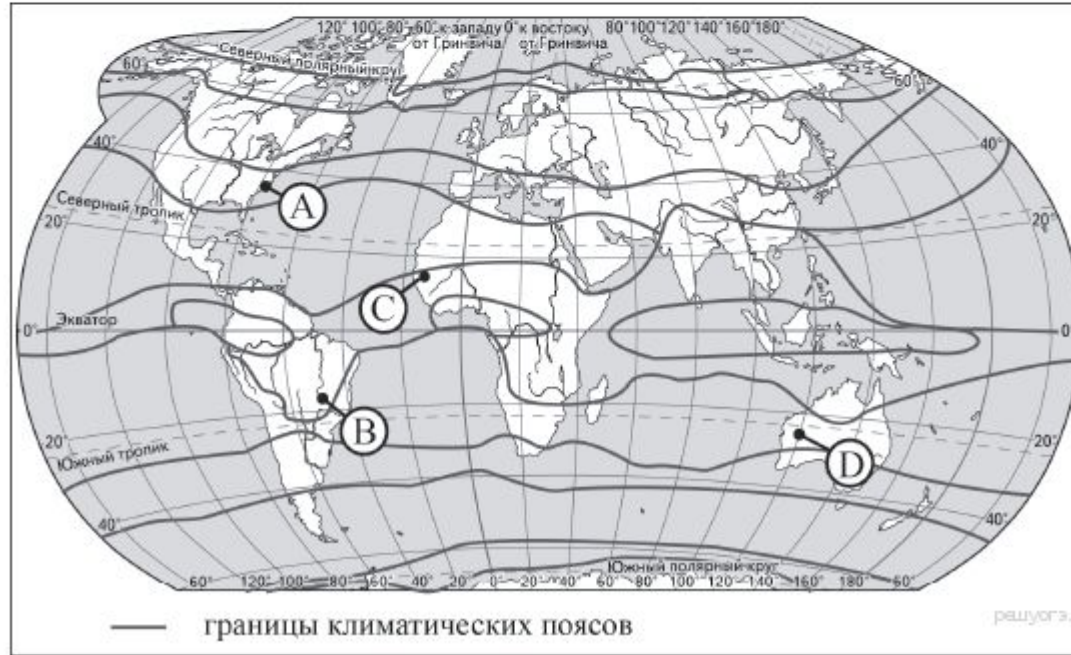 120°100°-80°-60° к западу 0° к востоку 80°100°120°140°160°180°
от Гринвича от Гринвича
Северный полярный круг
60°
60°
40°
40°
Северный тропик
20°
20°
A
C
Экватор
0°
0°
B
D
20°
20°
Южный тропик
40°
40°
Южный полярный круг
60° 120° 100° 80° 60° 40° 20° 0° 20° 40° 60° 80° 100° 120° 140° 160° 180° 60°
границы климатических поясов
решуогэ.